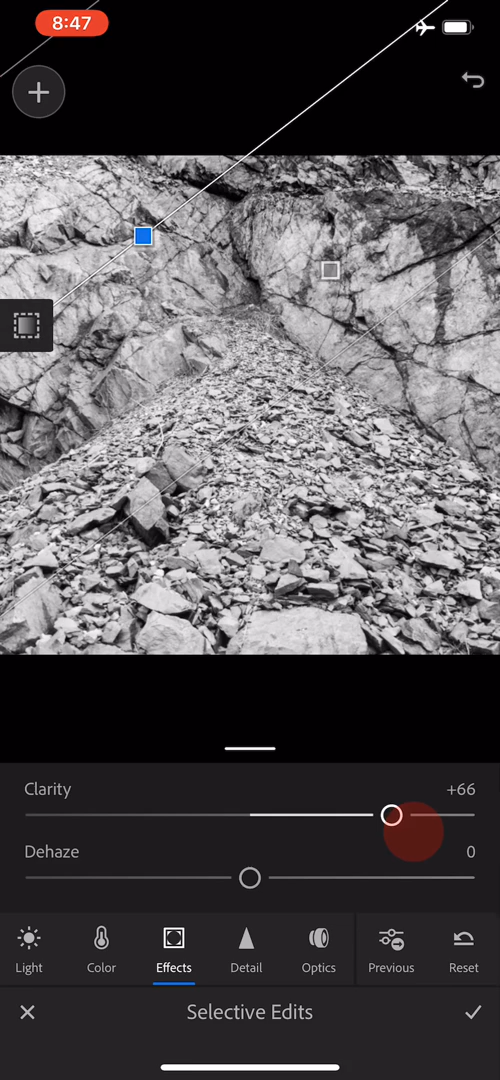 8:47
Clarity +66
Dehaze 0
Light Color Effects Detail Optics Previous Reset
Selective Edits